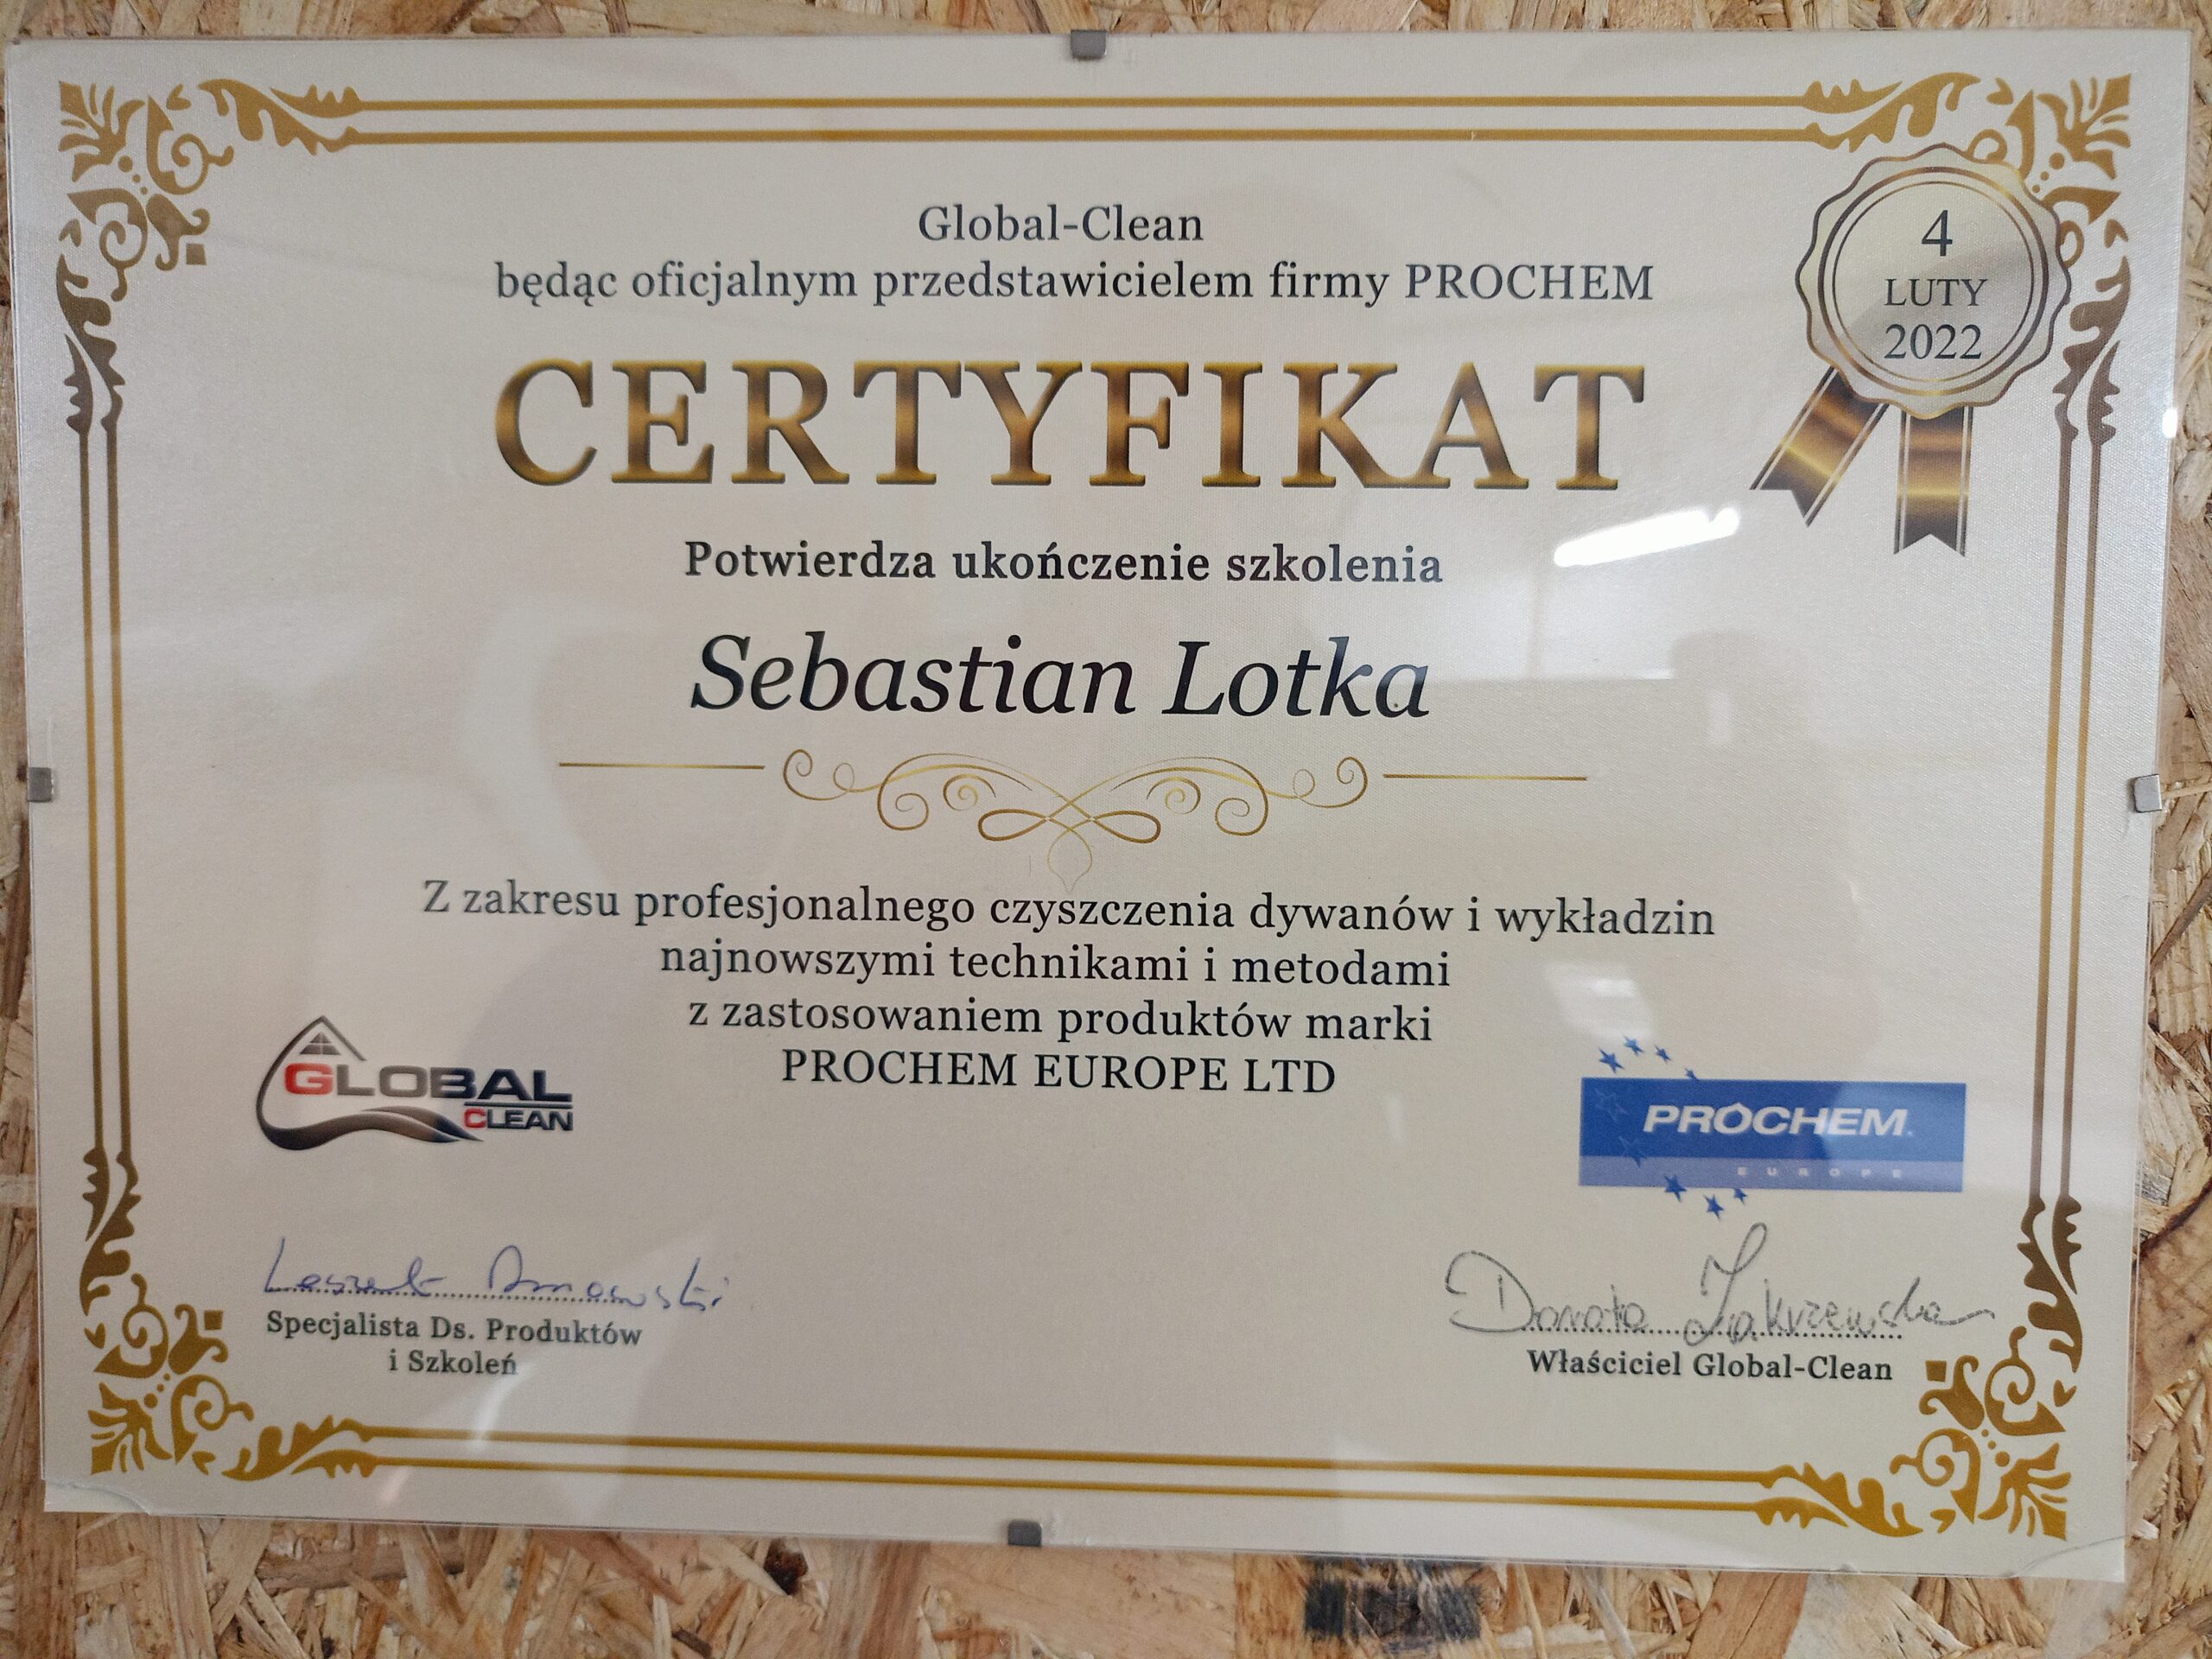 Global-Clean
będąc oficjalnym przedstawicielem firmy PROCHEM
4
LUTY
2022
CERTYFIKAT
Potwierdza ukończenie szkolenia
Sebastian Lotka
Z zakresu profesjonalnego czyszczenia dywanów i wykładzin
najnowszymi technikami i metodami
z zastosowaniem produktów marki
PROCHEM EUROPE LTD
GLOBAL
CLEAN
PROCHEM
EUROPE
Specjalista Ds. Produktów
i Szkoleń
Donata Zakrzewska
Właściciel Global-Clean